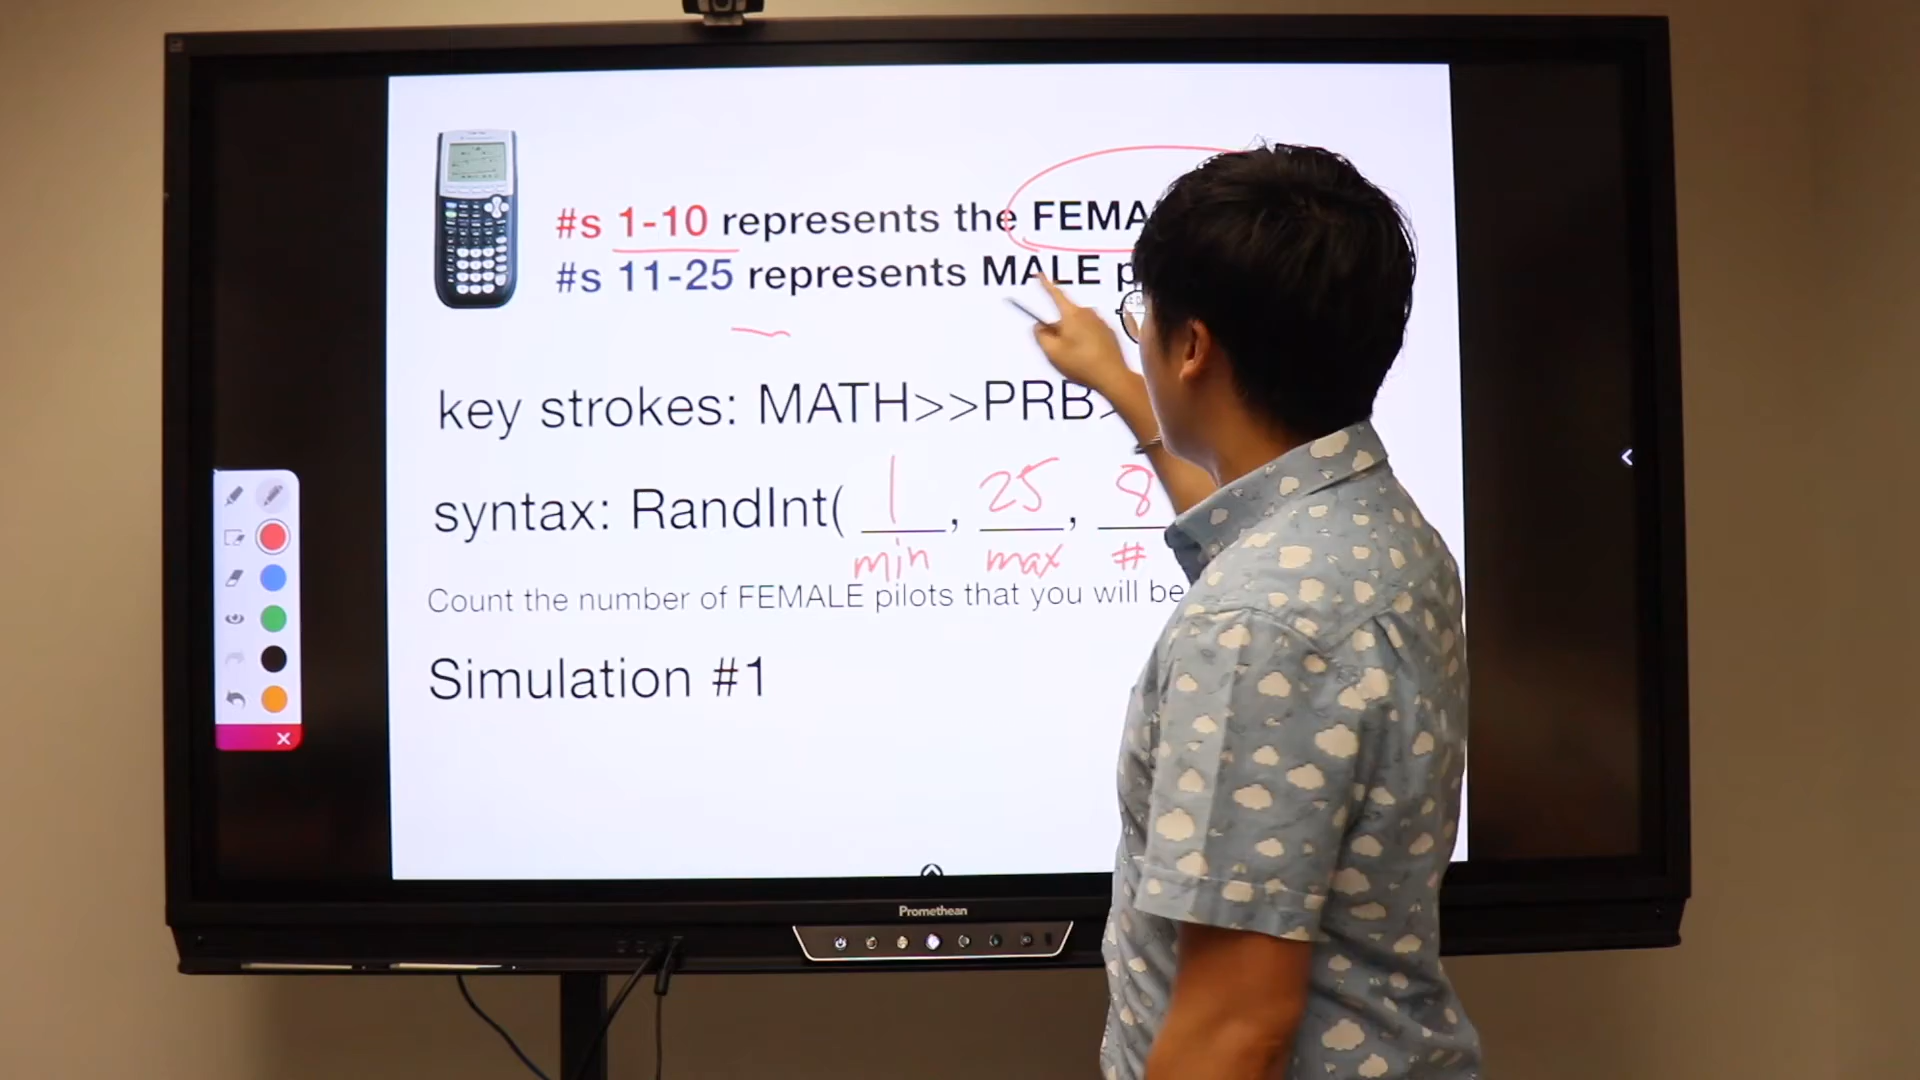 #s 1-10 represents the
#s 11-25 represents MALE
key strokes: MATH>>PRB>
1 25 8
syntax: RandInt( , ,
min max #
Count the number of FEMALE pilots that you will be
Simulation #1
Promethean